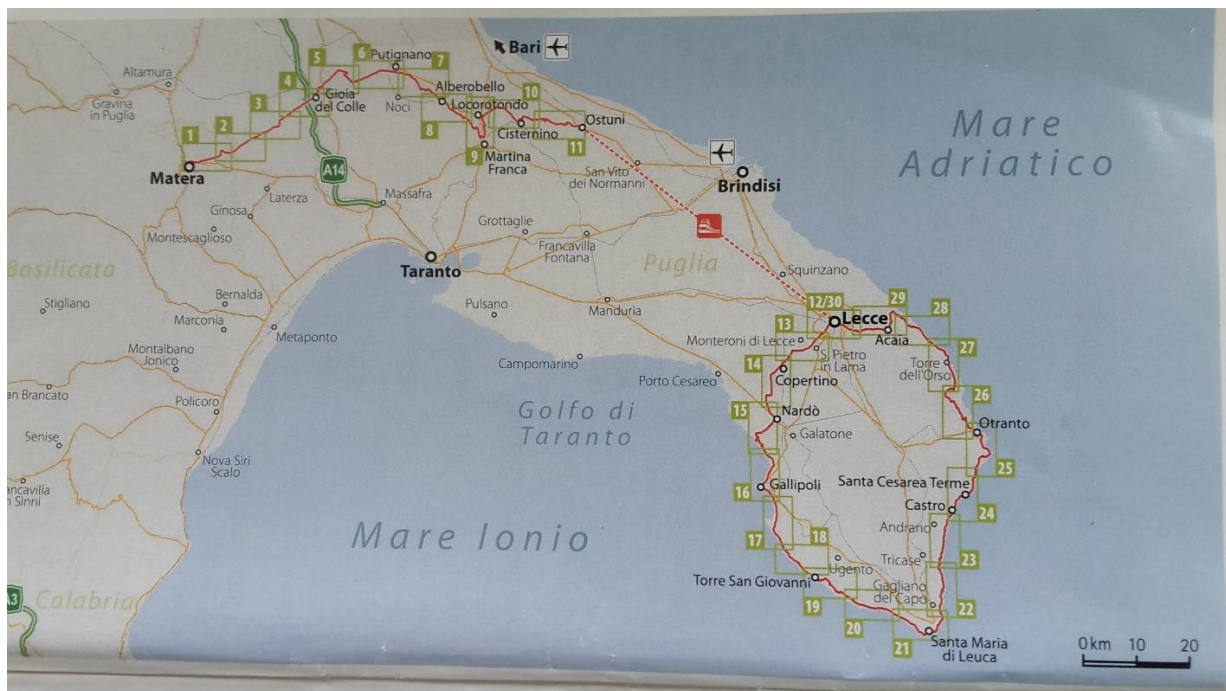 Bari
Altamura
Gravina
in Puglia
1
2
3
4
5
6
7
Putignano
Gioia
del Colle
Noci
Alberobello
Locorotondo
8
9
10
11
Cisternino
Ostuni
Martina
Franca
San Vito
dei Normanni
Brindisi
Mare
Adriatico
Matera
A14
Laterza
Massafra
Ginosa
Montescaglioso
Grottaglie
Francavilla
Fontana
Taranto
Basilicata
Puglia
Squinzano
Stigliano
Bernalda
Marconia
Metaponto
Pulsano
Manduria
Montalbano
Jonico
Campomarino
12/30
Lecce
29
28
13
Acaia
Monteroni di Lecce
S. Pietro
in Lama
27
Torre
dell'Orso
14
Copertino
Porto Cesareo
26
an Brancato
Policoro
Golfo di
Taranto
15
Nardò
Otranto
Galatone
Senise
Nova Siri
Scalo
25
ancavilla
n Sinni
16
Gallipoli
Santa Cesarea Terme
Castro
24
Andrano
Mare Ionio
17
18
Tricase
23
Ugento
Torre San Giovanni
Gagliano
del Capo
22
19
20
21
Santa Maria
di Leuca
A3
Calabria
0 km 10 20